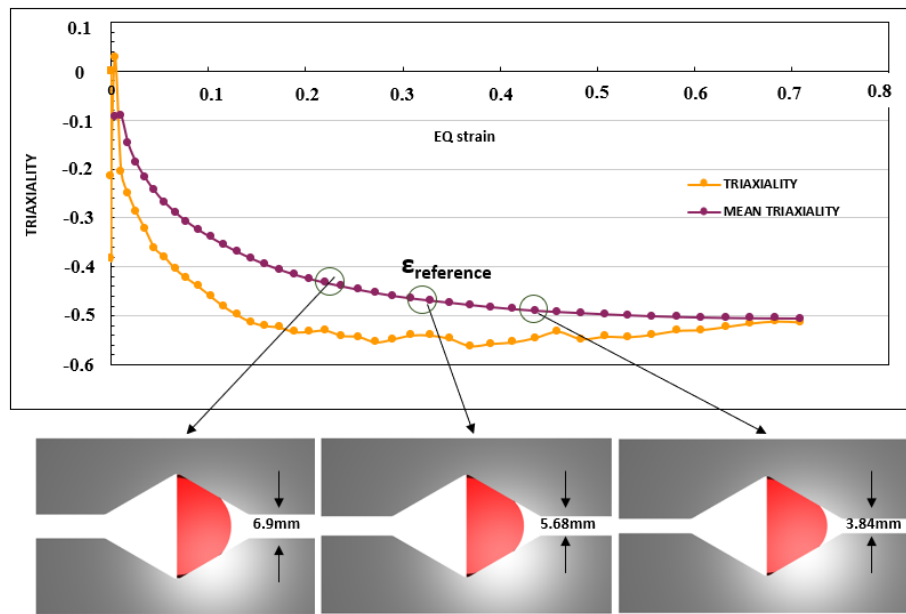 0.1
0
0 0.1 0.2 0.3 0.4 0.5 0.6 0.7 0.8
-0.1
EQ strain
-0.2
TRIAXIALITY
TRIAXIALITY
MEAN TRIAXIALITY
-0.3
-0.4
εreference
-0.5
-0.6
6.9mm
5.68mm
3.84mm